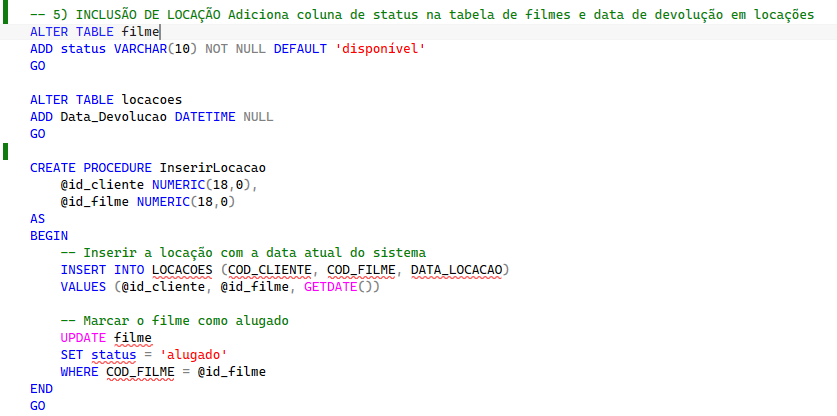 -- 5) INCLUSÃO DE LOCAÇÃO Adiciona coluna de status na tabela de filmes e data de devolução em locações
ALTER TABLE filme
ADD status VARCHAR(10) NOT NULL DEFAULT 'disponível'
GO
ALTER TABLE locacoes
ADD Data_Devolucao DATETIME NULL
GO
CREATE PROCEDURE InserirLocacao
@id_cliente NUMERIC(18,0),
@id_filme NUMERIC(18,0)
AS
BEGIN
-- Inserir a locação com a data atual do sistema
INSERT INTO LOCACOES (COD_CLIENTE, COD_FILME, DATA_LOCACAO)
VALUES (@id_cliente, @id_filme, GETDATE())
-- Marcar o filme como alugado
UPDATE filme
SET status = 'alugado'
WHERE COD_FILME = @id_filme
END
GO